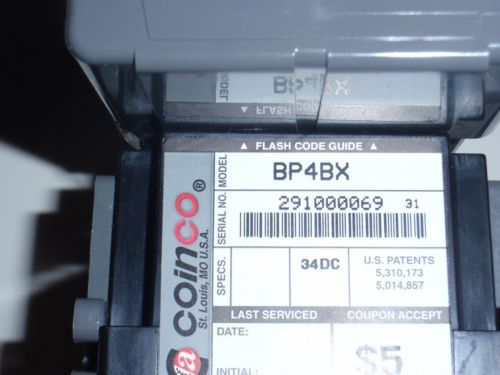 ▲ FLASH CODE GUIDE ▲
MODEL BP4BX
SERIAL NO. 291000069 31
coinco®
St. Louis, MO U.S.A.
SPECS. 34DC
U.S. PATENTS
5,310,173
5,014,857
LAST SERVICED COUPON ACCEPT
DATE:
INITIAL: $5